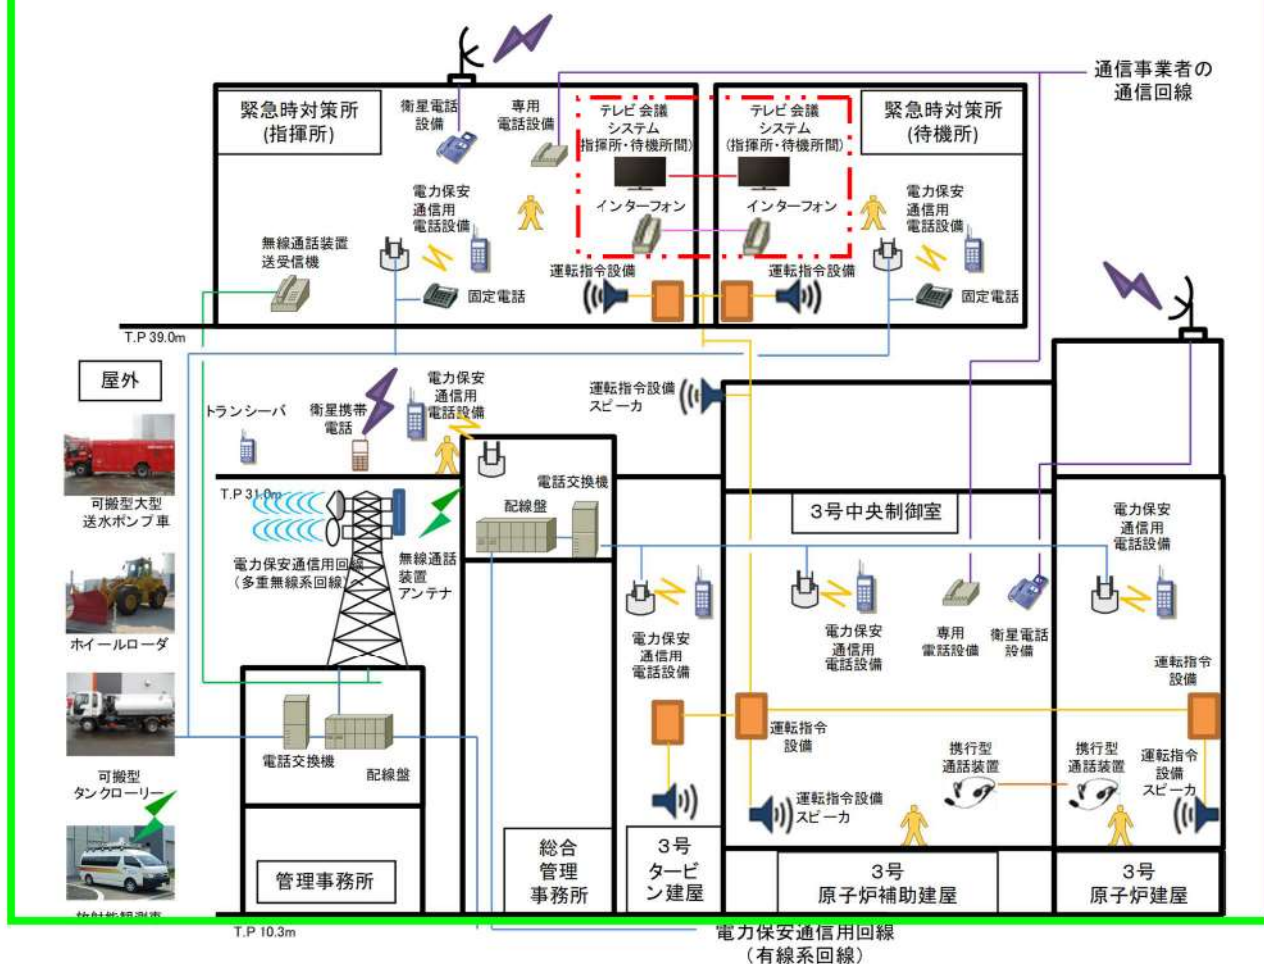 通信事業者の
通信回線
緊急時対策所
(指揮所)
衛星電話
設備
専用
電話設備
テレビ会議
システム
(指揮所・待機所間)
テレビ会議
システム
(指揮所・待機所間)
緊急時対策所
(待機所)
電力保安
通信用
電話設備
インターフォン
インターフォン
電力保安
通信用
電話設備
無線通話装置
送受信機
固定電話
運転指令設備
運転指令設備
固定電話
T.P 39.0m
屋外
トランシーバ
衛星携帯
電話
電力保安
通信用
電話設備
運転指令設備
スピーカ
可搬型大型
送水ポンプ車
T.P 31.0m
電話交換機
配線盤
3号中央制御室
電力保安
通信用
電話設備
電力保安通信用回線
(多重無線系回線)へ
無線通話
装置
アンテナ
ホイールローダ
電力保安
通信用
電話設備
電力保安
通信用
電話設備
専用
電話設備
衛星電話
設備
運転指令
設備
電話交換機
配線盤
運転指令
設備
携行型
通話装置
携行型
通話装置
運転指令
設備
スピーカ
可搬型
タンクローリー
運転指令設備
スピーカ
管理事務所
総合
管理
事務所
3号
タービ
ン建屋
3号
原子炉補助建屋
3号
原子炉建屋
放射能観測車
T.P 10.3m
電力保安通信用回線
(有線系回線)